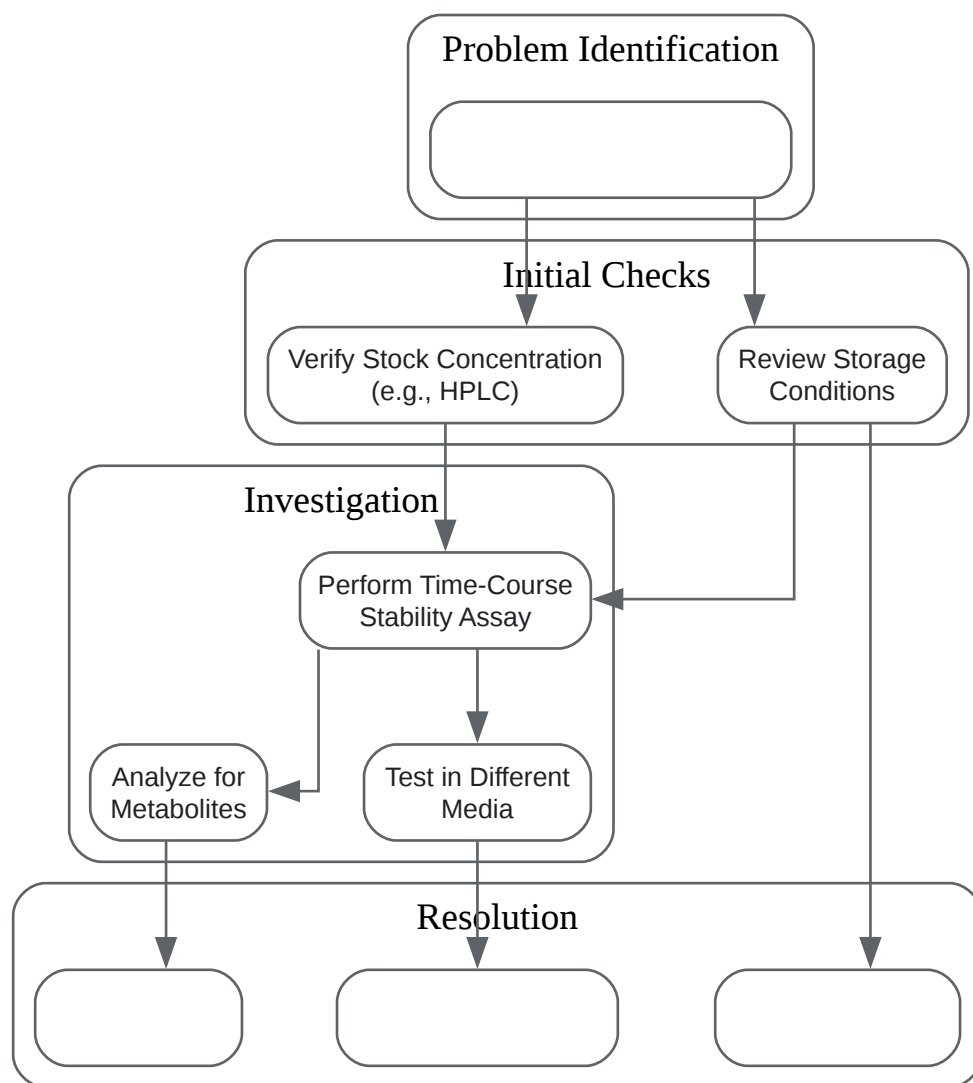 Problem Identification
Initial Checks
Verify Stock Concentration
(e.g., HPLC)
Review Storage
Conditions
Investigation
Perform Time-Course
Stability Assay
Analyze for
Metabolites
Test in Different
Media
Resolution